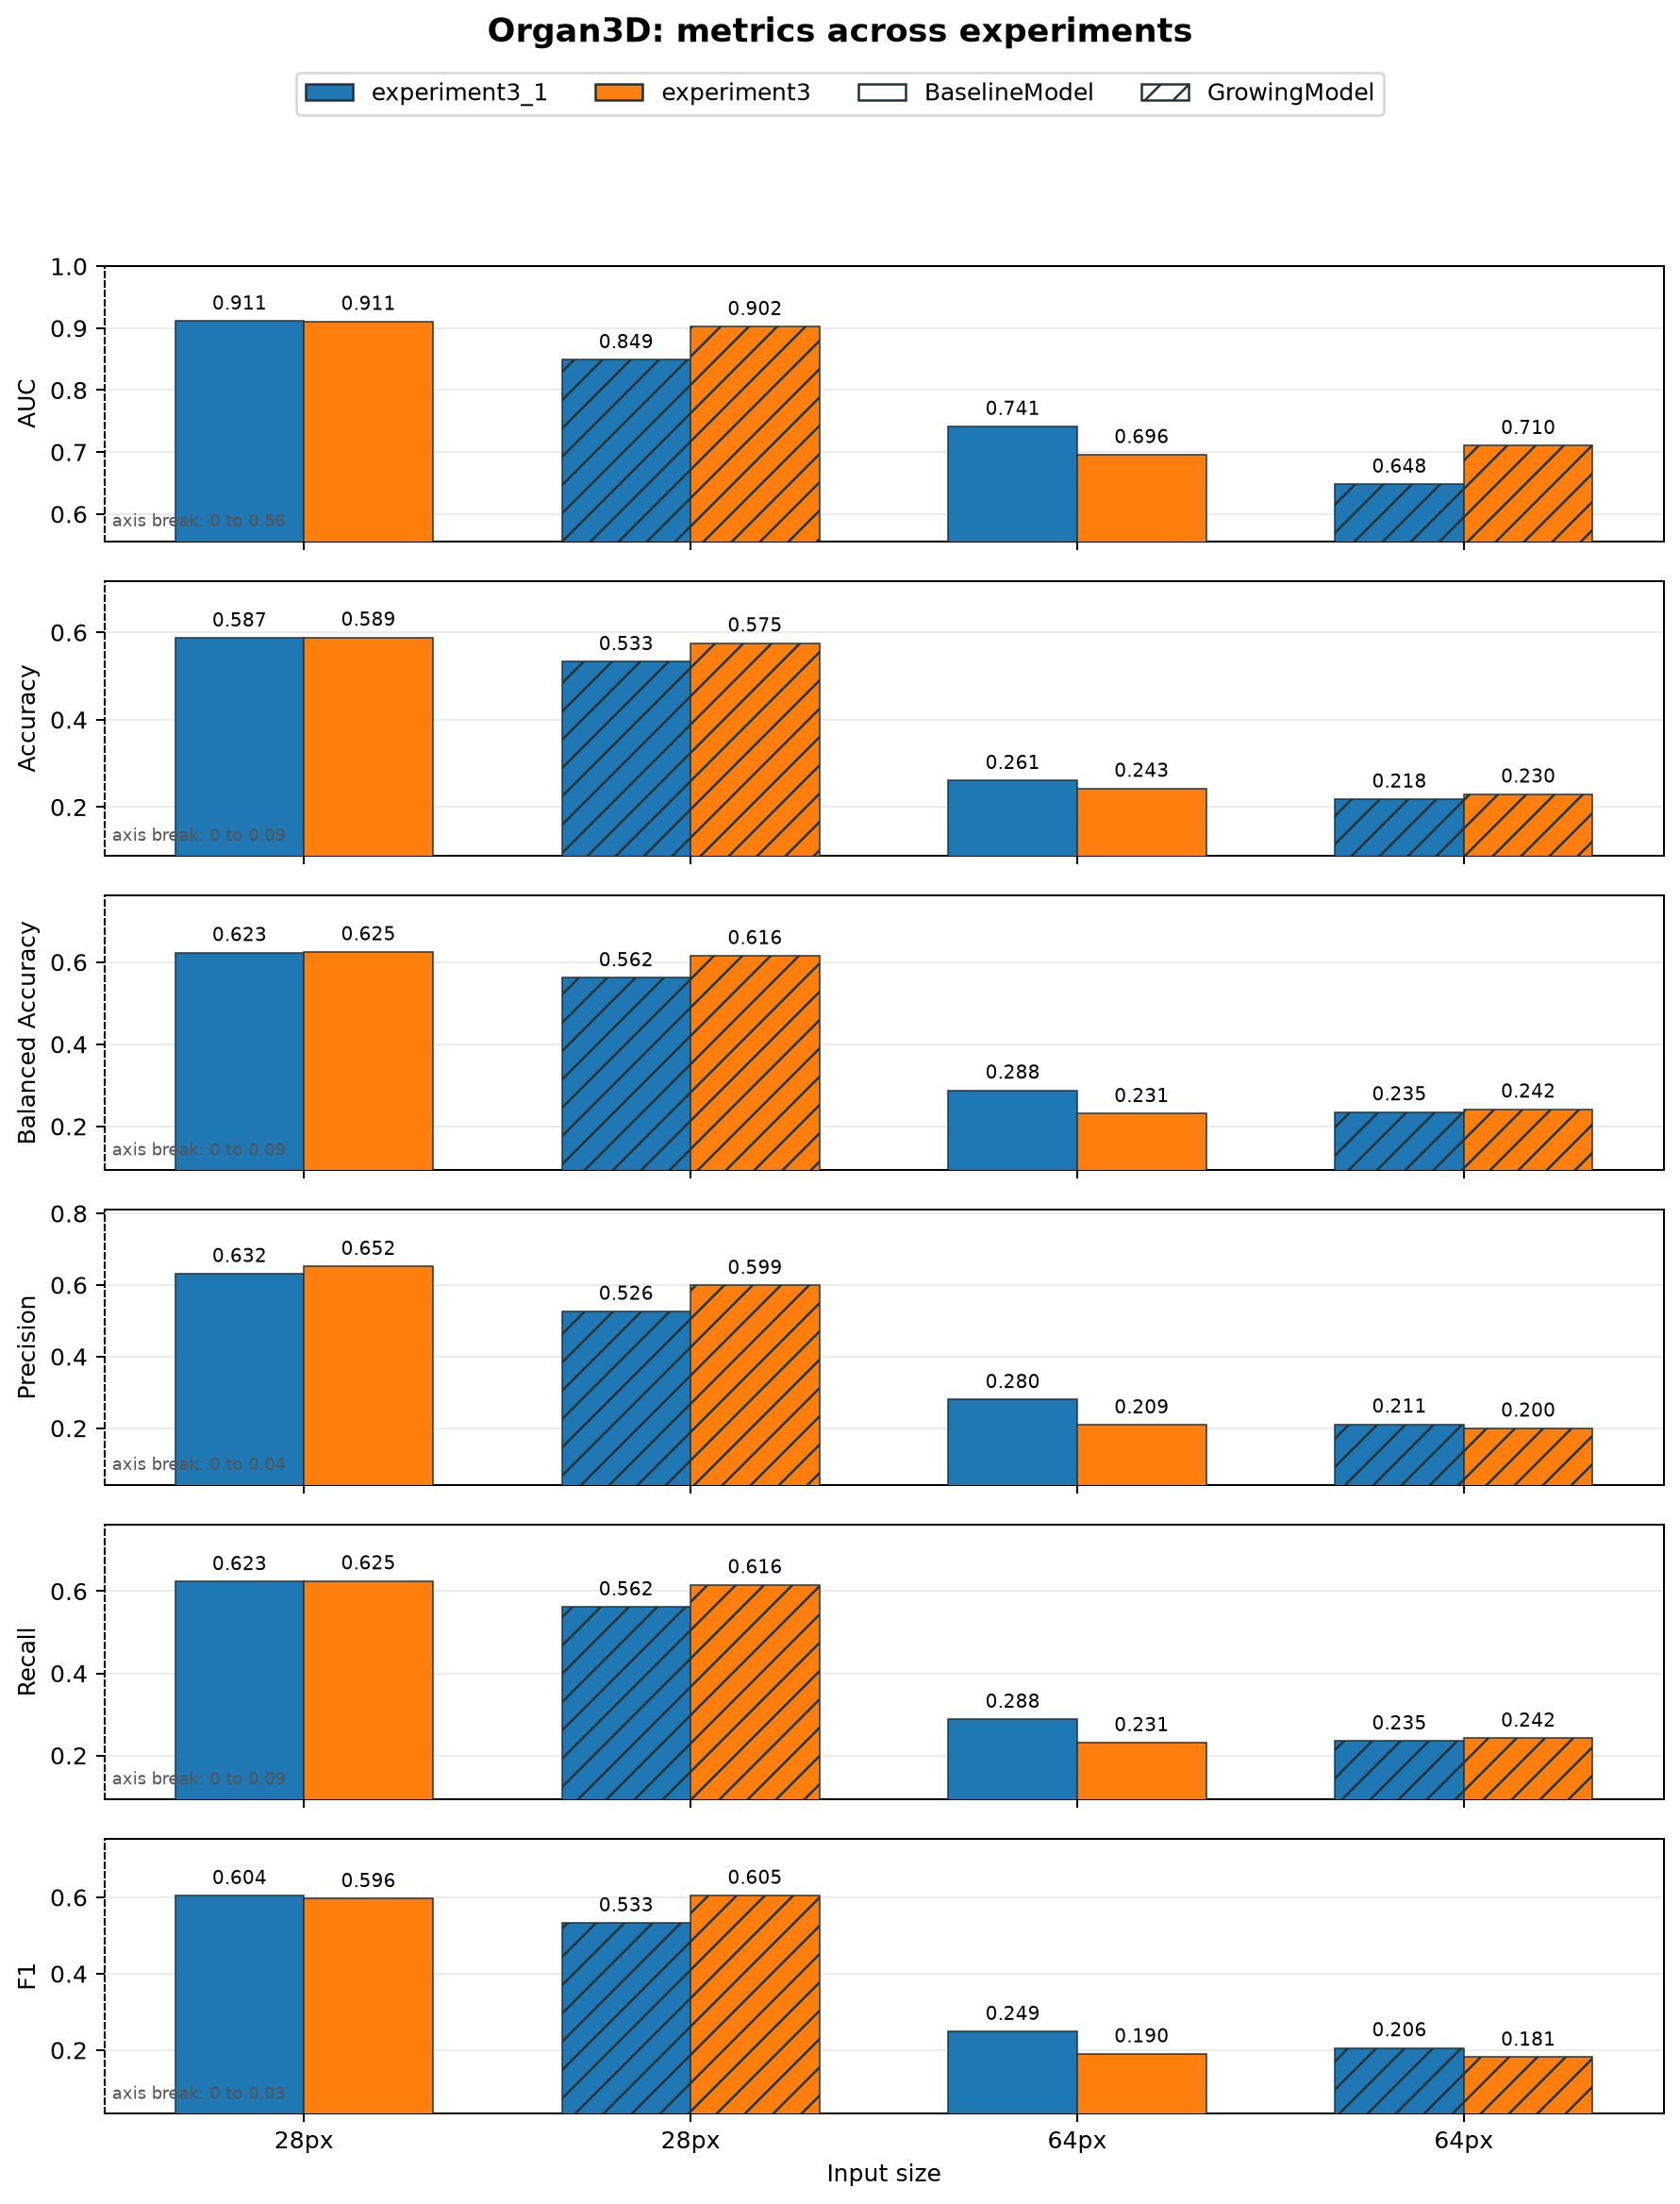 Organ3D: metrics across experiments
experiment3_1 experiment3 BaselineModel GrowingModel
AUC
1.0
0.9
0.8
0.7
0.6
0.911 0.911 0.849 0.902 0.741 0.696 0.648 0.710
axis break: 0 to 0.56
Accuracy
0.6
0.4
0.2
0.587 0.589 0.533 0.575 0.261 0.243 0.218 0.230
axis break: 0 to 0.09
Balanced Accuracy
0.6
0.4
0.2
0.623 0.625 0.562 0.616 0.288 0.231 0.235 0.242
axis break: 0 to 0.09
Precision
0.8
0.6
0.4
0.2
0.632 0.652 0.526 0.599 0.280 0.209 0.211 0.200
axis break: 0 to 0.04
Recall
0.6
0.4
0.2
0.623 0.625 0.562 0.616 0.288 0.231 0.235 0.242
axis break: 0 to 0.09
F1
0.6
0.4
0.2
0.604 0.596 0.533 0.605 0.249 0.190 0.206 0.181
axis break: 0 to 0.03
28px 28px 64px 64px
Input size